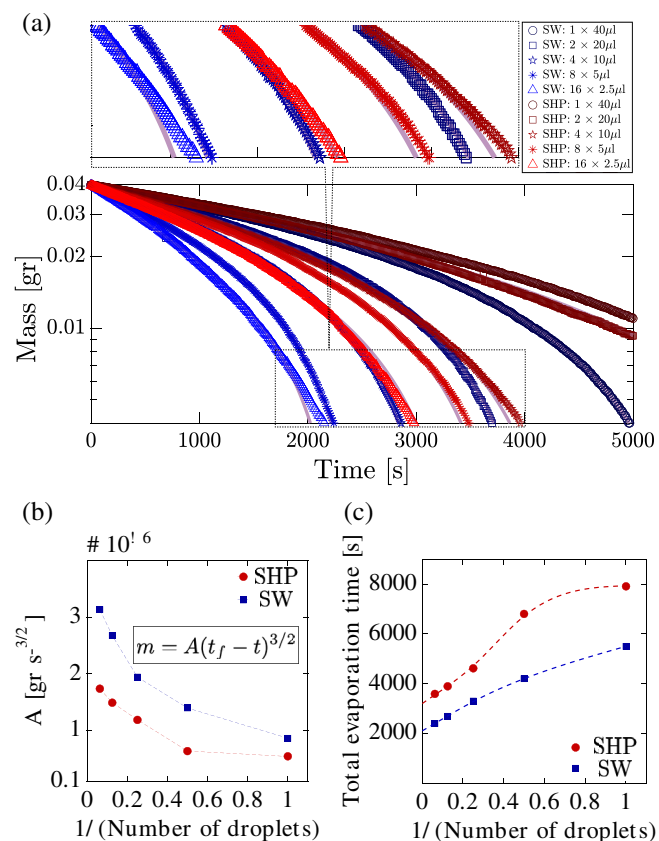 (a)
SW: 1 × 40μl
SW: 2 × 20μl
SW: 4 × 10μl
SW: 8 × 5μl
SW: 16 × 2.5μl
SHP: 1 × 40μl
SHP: 2 × 20μl
SHP: 4 × 10μl
SHP: 8 × 5μl
SHP: 16 × 2.5μl
Mass [gr]
0.04
0.03
0.02
0.01
0 1000 2000 3000 4000 5000
Time [s]
(b)
# 10! 6
A [gr s-3/2]
3
2
1
0.1
SHP
SW
m = A(tf − t)3/2
0 0.2 0.4 0.6 0.8 1
1/ (Number of droplets)
(c)
Total evaporation time [s]
8000
6000
4000
2000
SHP
SW
0 0.2 0.4 0.6 0.8 1
1/ (Number of droplets)